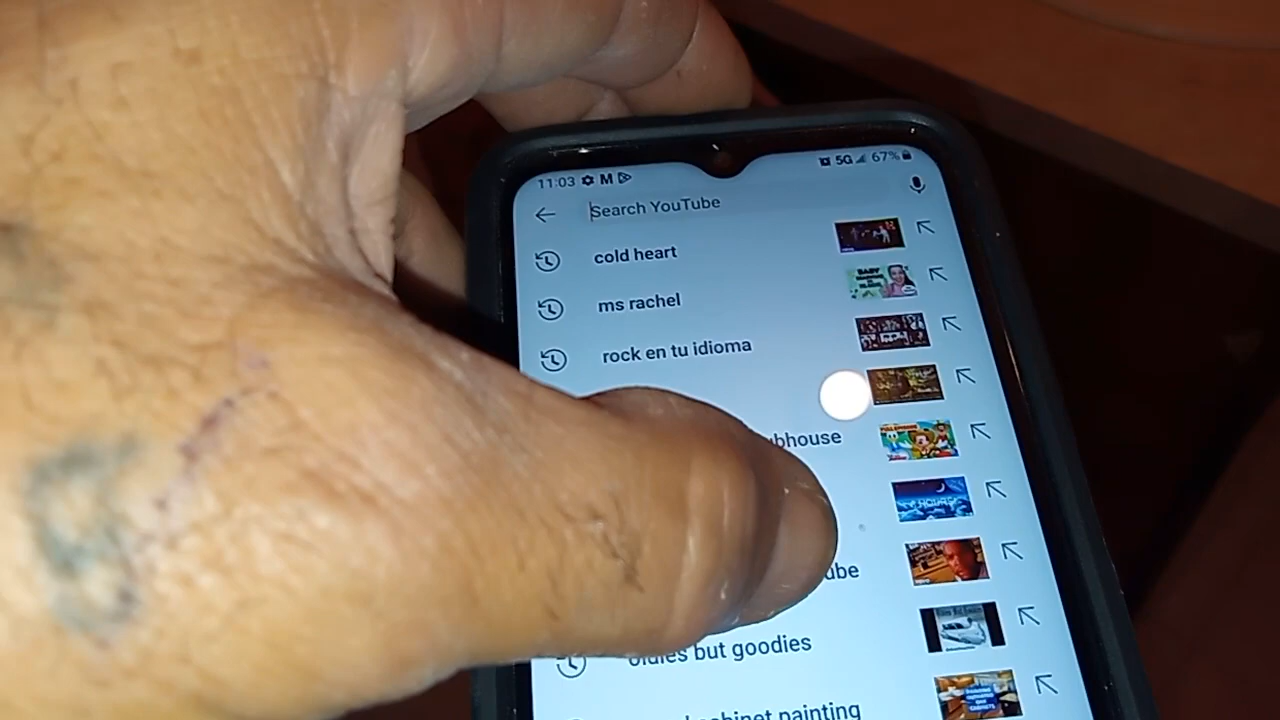 11:03 M 5G 67%
Search YouTube
cold heart
ms rachel
rock en tu idioma
ubhouse
ube
oldies but goodies
cabinet painting